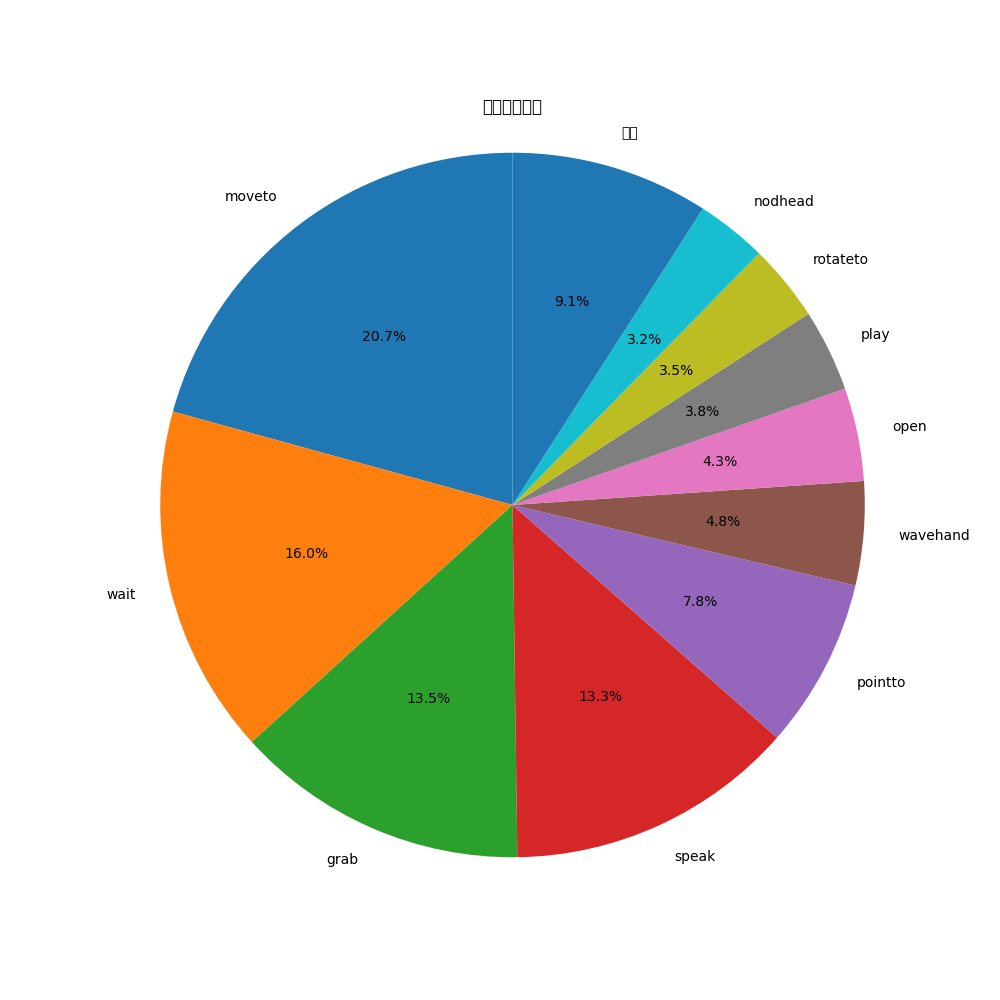 moveto
20.7%
wait
16.0%
grab
13.5%
speak
13.3%
pointto
7.8%
wavehand
4.8%
open
4.3%
play
3.8%
rotateto
3.5%
nodhead
3.2%
9.1%